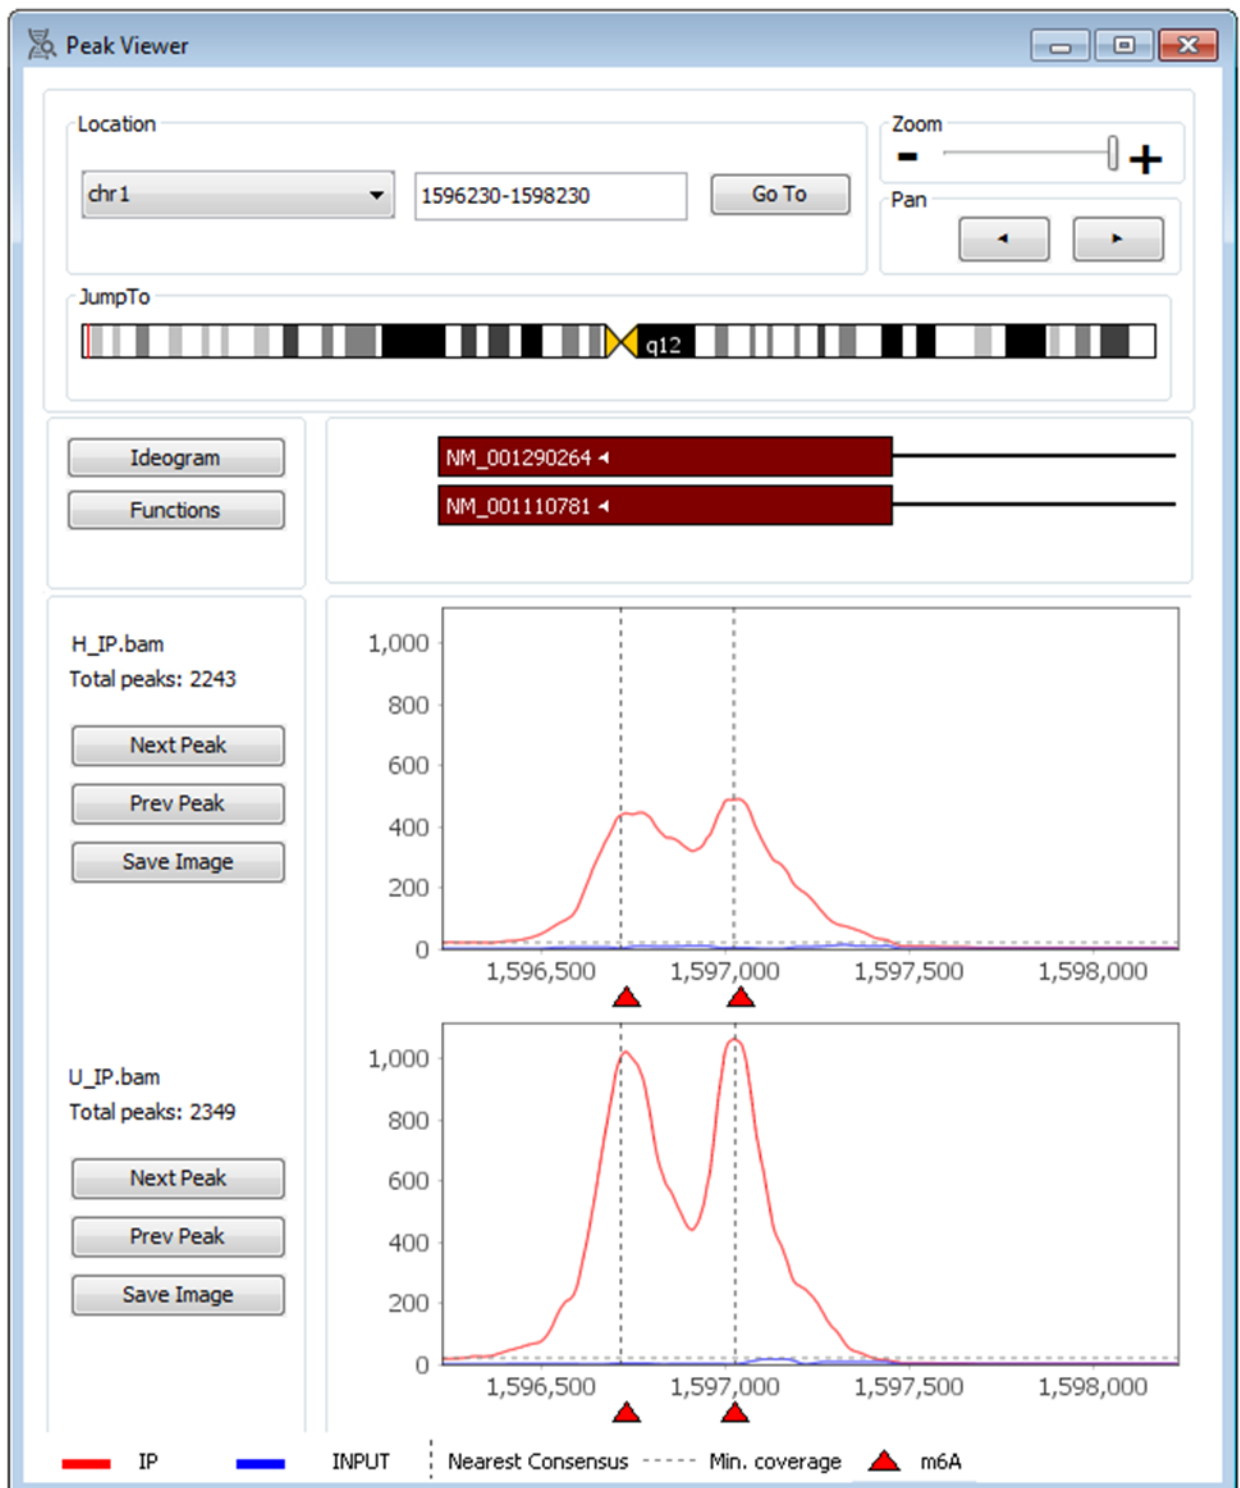 Peak Viewer
Location
Zoom
chr1
1596230-1598230
Go To
- +
Pan
JumpTo
q12
Ideogram
Functions
NM_001290264
NM_001110781
H_IP.bam
Total peaks: 2243
Next Peak
Prev Peak
Save Image
1,000
800
600
400
200
0
1,596,500 1,597,000 1,597,500 1,598,000
U_IP.bam
Total peaks: 2349
Next Peak
Prev Peak
Save Image
1,000
800
600
400
200
0
1,596,500 1,597,000 1,597,500 1,598,000
IP INPUT Nearest Consensus Min. coverage m6A